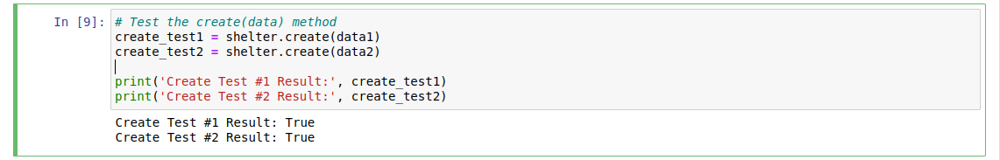 In [9]: # Test the create(data) method
create_test1 = shelter.create(data1)
create_test2 = shelter.create(data2)
print('Create Test #1 Result:', create_test1)
print('Create Test #2 Result:', create_test2)
Create Test #1 Result: True
Create Test #2 Result: True